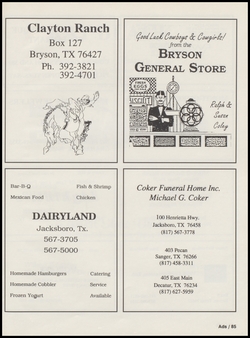 Clayton Ranch
Box 127
Bryson, TX 76427
Ph. 392-3821
392-4701
Good Luck Cowboys & Cowgirls!
from the
BRYSON
GENERAL STORE
Ralph
&
Susan
Coley
Bar-B-Q Fish & Shrimp
Mexican Food Chicken
DAIRYLAND
Jacksboro, Tx.
567-3705
567-5000
Homemade Hamburgers Catering
Homemade Cobbler Service
Frozen Yogurt Available
Coker Funeral Home Inc.
Michael G. Coker
100 Henrietta Hwy.
Jacksboro, TX 76458
(817) 567-3778
403 Pecan
Sanger, TX 76266
(817) 458-3311
405 East Main
Decatur, TX 76234
(817) 627-5959
Ads / 85